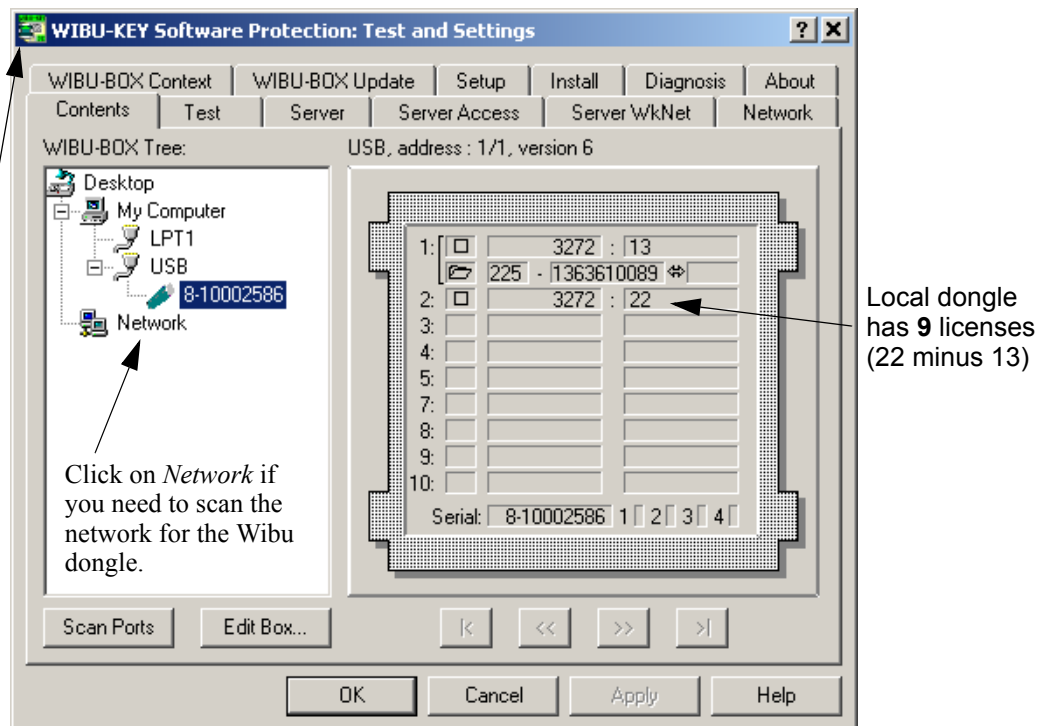 WIBU-KEY Software Protection: Test and Settings
WIBU-BOX Context WIBU-BOX Update Setup Install Diagnosis About
Contents Test Server Server Access Server WkNet Network
WIBU-BOX Tree:
USB, address : 1/1, version 6
Desktop
My Computer
LPT1
USB
8-10002586
Network
Click on Network if
you need to scan the
network for the Wibu
dongle.
1: 3272 : 13
225 - 1363610089
2: 3272 : 22
3:
4:
5:
7:
8:
9:
10:
Serial: 8-10002586 1 2 3 4
Local dongle
has 9 licenses
(22 minus 13)
Scan Ports Edit Box... |< << >> >|
OK Cancel Apply Help